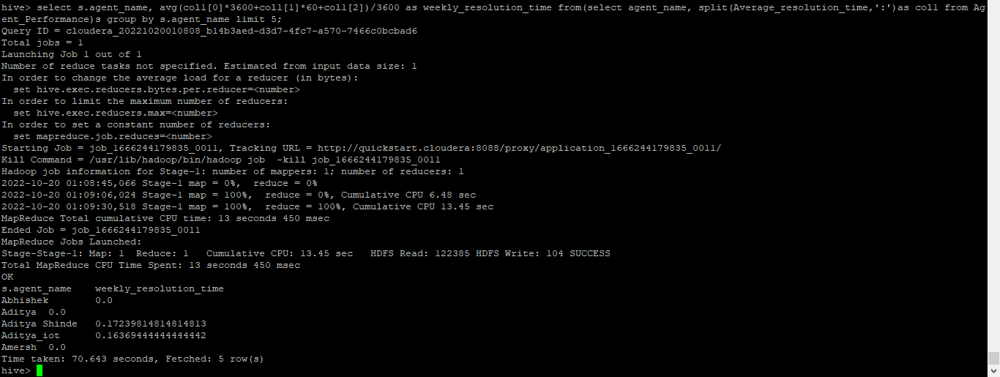 hive> select s.agent_name, avg(col1[0]*3600+col1[1]*60+col1[2])/3600 as weekly_resolution_time from(select agent_name, split(Average_resolution_time,':')as col1 from Ag
ent_Performance)s group by s.agent_name limit 5;
Query ID = cloudera_20221020010808_b14b3aed-d3d7-4fc7-a570-7466c0bcbad6
Total jobs = 1
Launching Job 1 out of 1
Number of reduce tasks not specified. Estimated from input data size: 1
In order to change the average load for a reducer (in bytes):
  set hive.exec.reducers.bytes.per.reducer=<number>
In order to limit the maximum number of reducers:
  set hive.exec.reducers.max=<number>
In order to set a constant number of reducers:
  set mapreduce.job.reduces=<number>
Starting Job = job_1666244179835_0011, Tracking URL = http://quickstart.cloudera:8088/proxy/application_1666244179835_0011/
Kill Command = /usr/lib/hadoop/bin/hadoop job  -kill job_1666244179835_0011
Hadoop job information for Stage-1: number of mappers: 1; number of reducers: 1
2022-10-20 01:08:45,066 Stage-1 map = 0%,  reduce = 0%
2022-10-20 01:09:06,024 Stage-1 map = 100%,  reduce = 0%, Cumulative CPU 6.48 sec
2022-10-20 01:09:30,518 Stage-1 map = 100%,  reduce = 100%, Cumulative CPU 13.45 sec
MapReduce Total cumulative CPU time: 13 seconds 450 msec
Ended Job = job_1666244179835_0011
MapReduce Jobs Launched:
Stage-Stage-1: Map: 1  Reduce: 1   Cumulative CPU: 13.45 sec   HDFS Read: 122385 HDFS Write: 104 SUCCESS
Total MapReduce CPU Time Spent: 13 seconds 450 msec
OK
s.agent_name    weekly_resolution_time
Abhishek        0.0
Aditya  0.0
Aditya Shinde   0.17239814814814813
Aditya_iot      0.16369444444444442
Amersh  0.0
Time taken: 70.643 seconds, Fetched: 5 row(s)
hive>